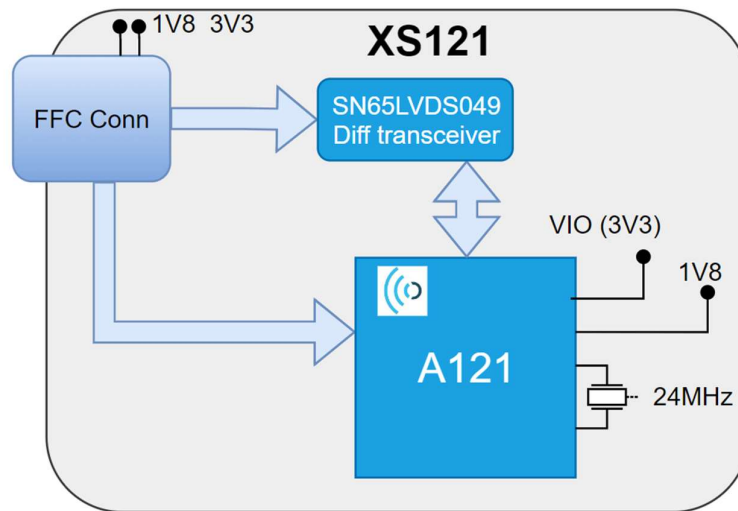 1V8 3V3
XS121
FFC Conn
SN65LVDS049
Diff transceiver
VIO (3V3)
1V8
A121
24MHz